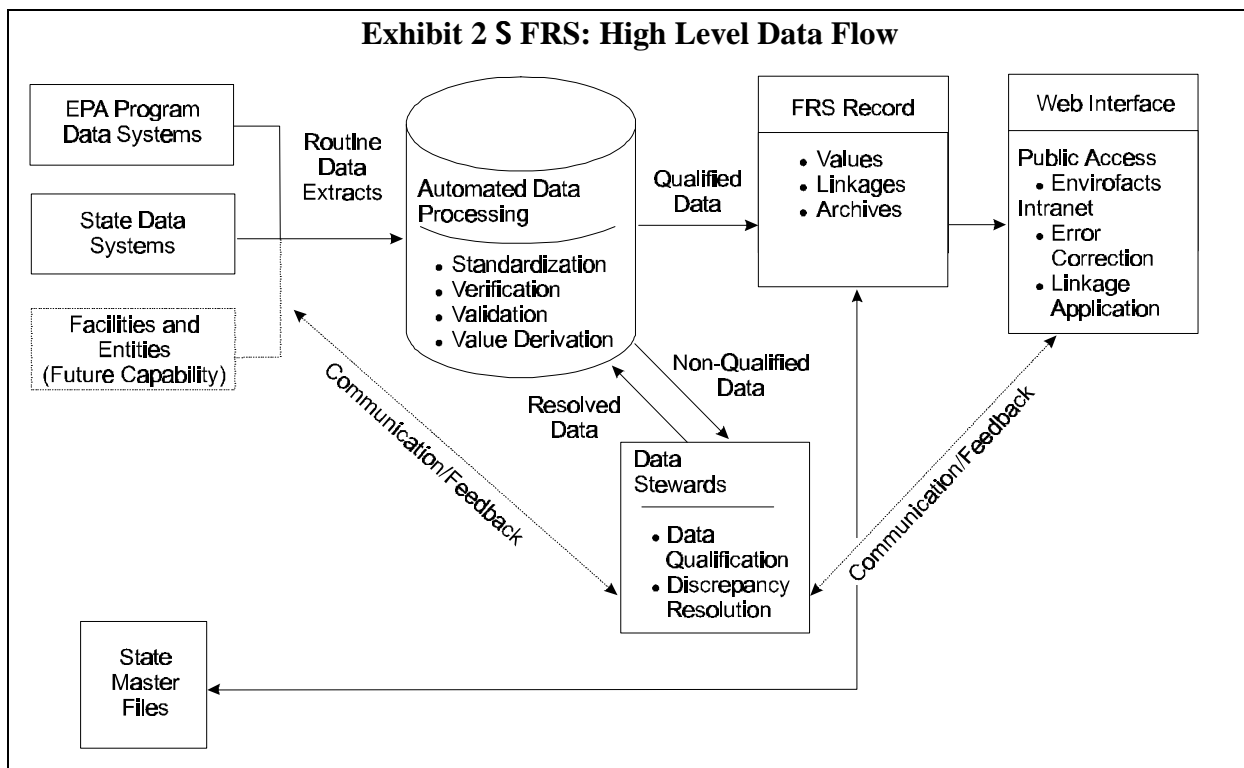 Exhibit 2 S FRS: High Level Data Flow
EPA Program
Data Systems
State Data
Systems
Facilities and
Entities
(Future Capability)
Routine
Data
Extracts
Automated Data
Processing
• Standardization
• Verification
• Validation
• Value Derivation
Qualified
Data
FRS Record
• Values
• Linkages
• Archives
Web Interface
Public Access
• Envirofacts
Intranet
• Error
Correction
• Linkage
Application
Non-Qualified
Data
Resolved
Data
Communication/Feedback
Data
Stewards
• Data
Qualification
• Discrepancy
Resolution
Communication/Feedback
State
Master
Files